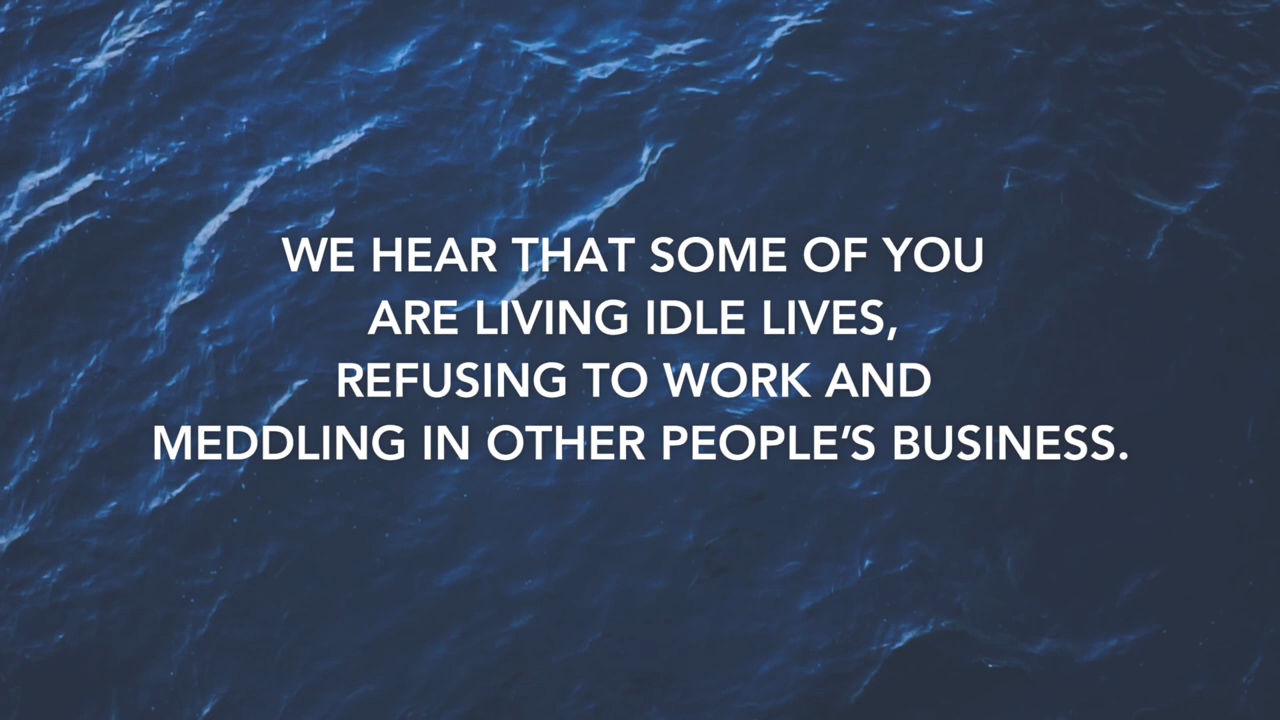 WE HEAR THAT SOME OF YOU
ARE LIVING IDLE LIVES,
REFUSING TO WORK AND
MEDDLING IN OTHER PEOPLE’S BUSINESS.